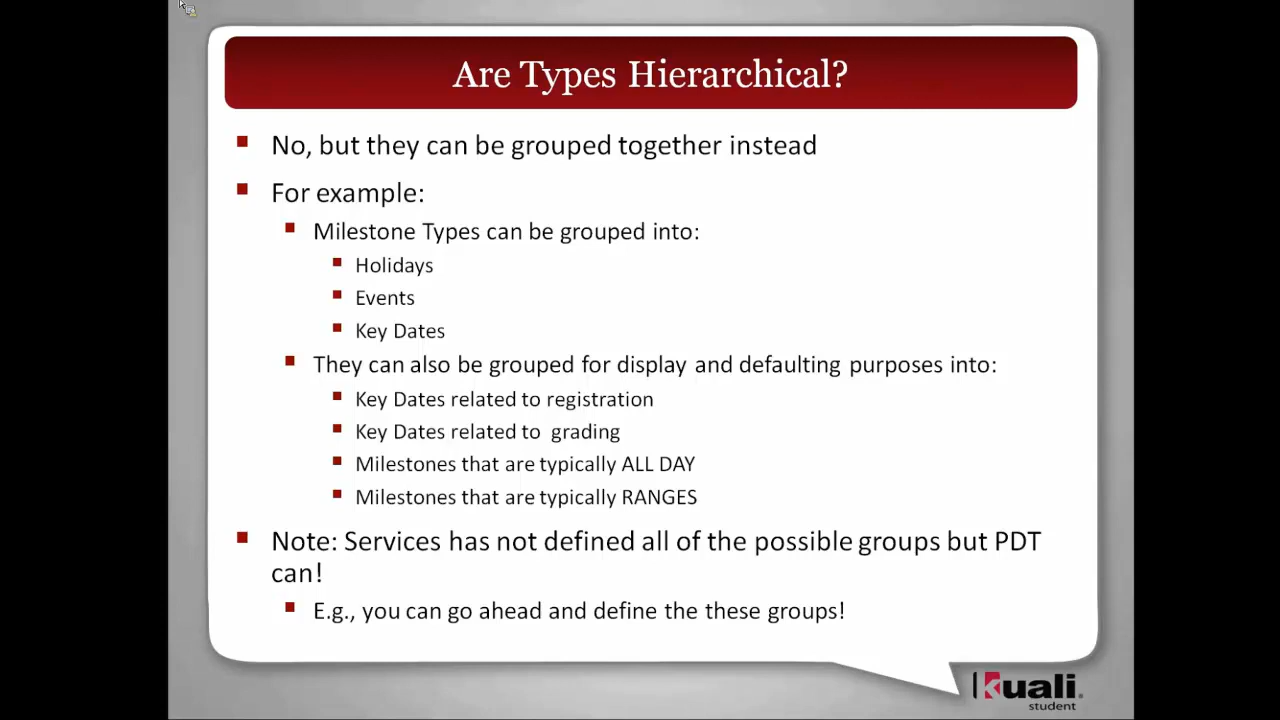 Are Types Hierarchical?
No, but they can be grouped together instead
For example:
Milestone Types can be grouped into:
Holidays
Events
Key Dates
They can also be grouped for display and defaulting purposes into:
Key Dates related to registration
Key Dates related to grading
Milestones that are typically ALL DAY
Milestones that are typically RANGES
Note: Services has not defined all of the possible groups but PDT
can!
E.g., you can go ahead and define the these groups!
kuali
student